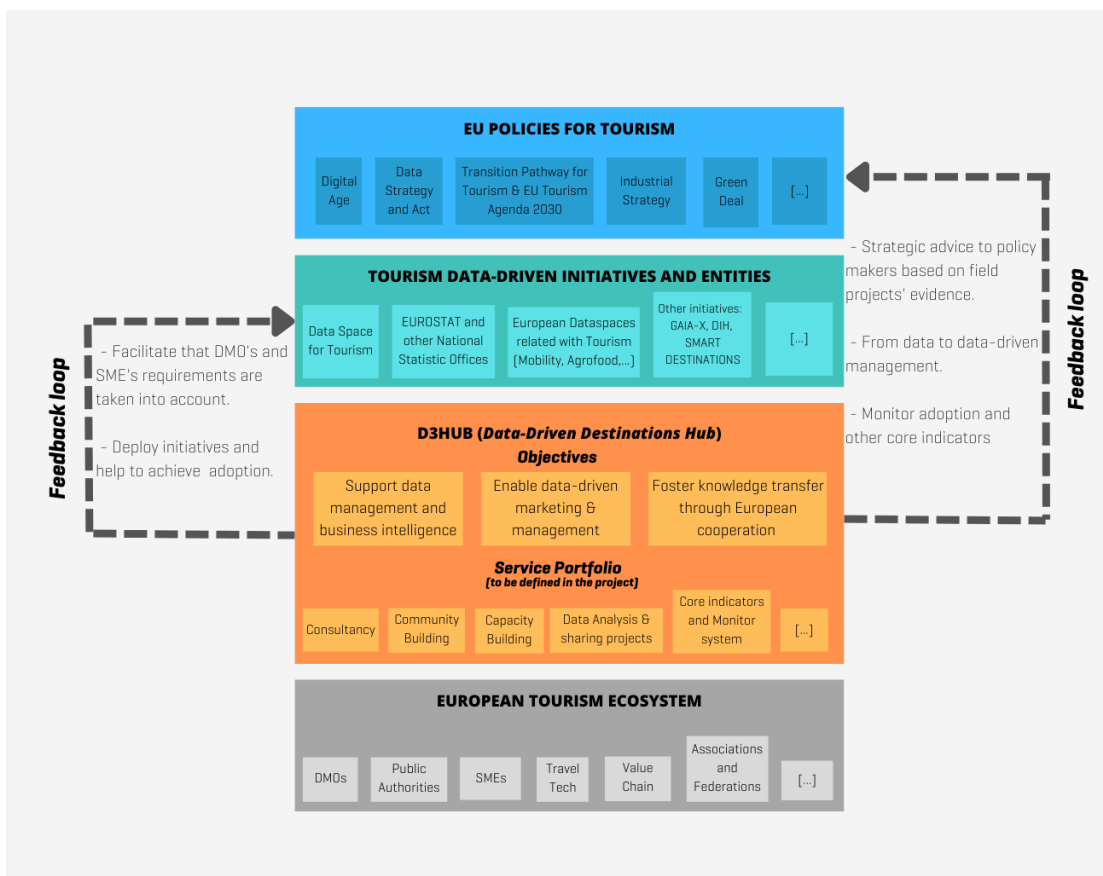 EU POLICIES FOR TOURISM
Digital
Age
Data
Strategy
and Act
Transition Pathway for
Tourism & EU Tourism
Agenda 2030
Industrial
Strategy
Green
Deal
[...]
TOURISM DATA-DRIVEN INITIATIVES AND ENTITIES
Data Space
for Tourism
EUROSTAT and
other National
Statistic Offices
European Dataspaces
related with Tourism
(Mobility, Agrofood,...)
Other initiatives:
GAIA-X, DIH,
SMART
DESTINATIONS
[...]
Feedback loop
- Facilitate that DMO's and
SME's requirements are
taken into account.
- Deploy initiatives and
help to achieve adoption.
- Strategic advice to policy
makers based on field
projects' evidence.
- From data to data-driven
management.
- Monitor adoption and
other core indicators
Feedback loop
D3HUB (Data-Driven Destinations Hub)
Objectives
Support data
management and
business intelligence
Enable data-driven
marketing &
management
Foster knowledge transfer
through European
cooperation
Service Portfolio
(to be defined in the project)
Consultancy
Community
Building
Capacity
Building
Data Analysis &
sharing projects
Core indicators
and Monitor
system
[...]
EUROPEAN TOURISM ECOSYSTEM
DMOs
Public
Authorities
SMEs
Travel
Tech
Value
Chain
Associations
and
Federations
[...]